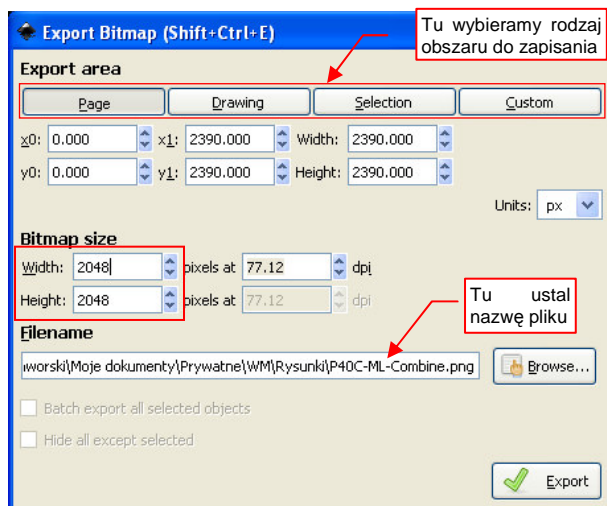 Export Bitmap (Shift+Ctrl+E)
Tu wybieramy rodzaj
obszaru do zapisania
Export area
Page Drawing Selection Custom
x0: 0.000 x1: 2390.000 Width: 2390.000
y0: 0.000 y1: 2390.000 Height: 2390.000
Units: px
Bitmap size
Width: 2048 pixels at 77.12 dpi
Height: 2048 pixels at 77.12 dpi
Tu ustal
nazwę pliku
Filename
worski\Moje dokumenty\Prywatne\WM\Rysunki\P40C-ML-Combine.png Browse...
Batch export all selected objects
Hide all except selected
Export